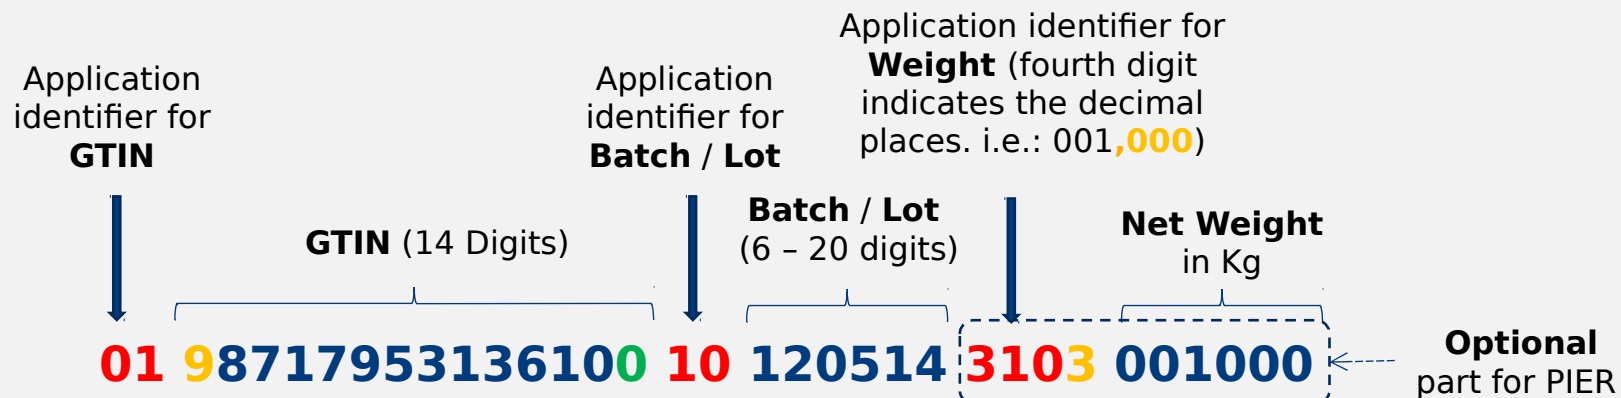 Application
identifier for
GTIN
Application
identifier for
Batch / Lot
Application identifier for
Weight (fourth digit
indicates the decimal
places. i.e.: 001,000)
GTIN (14 Digits)
Batch / Lot
(6 – 20 digits)
Net Weight
in Kg
01 98717953136100 10 120514 3103 001000
Optional
part for PIER